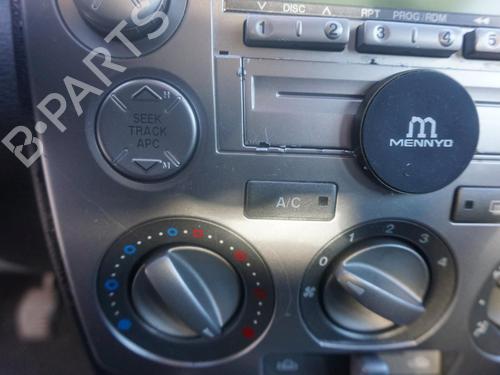 DISC
RPT
PROG/RDM
1
2
3
4
5
SEEK
TRACK
APC
H
M
m
MENNYO
A/C
0
1
2
3
4
B-PARTS